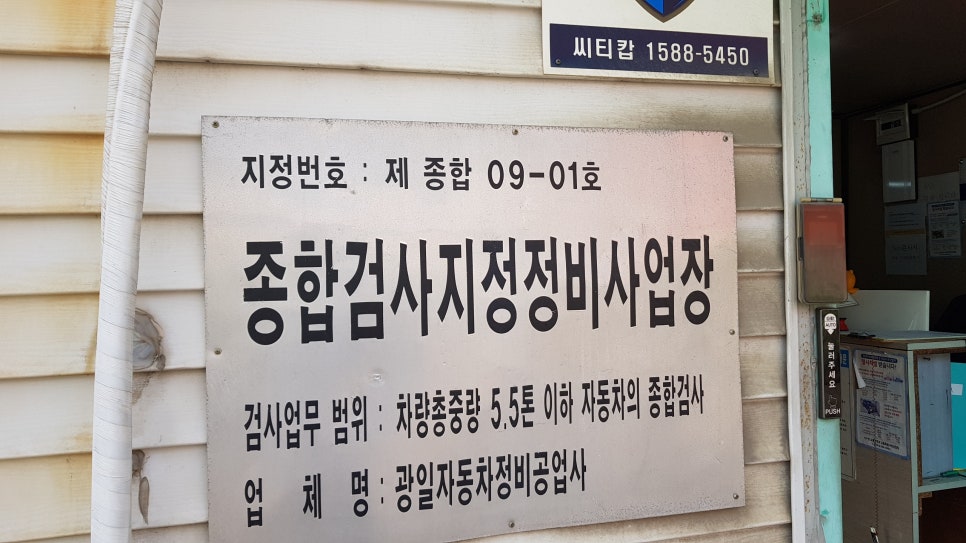 씨티캅 1588-5450
지정번호 : 제 종합 09-01호
종합검사지정정비사업장
검사업무 범위 : 차량총중량 5.5톤 이하 자동차의 종합검사
업 체 명 : 광일자동차정비공업사
AUTO
눌러주세요
PUSH